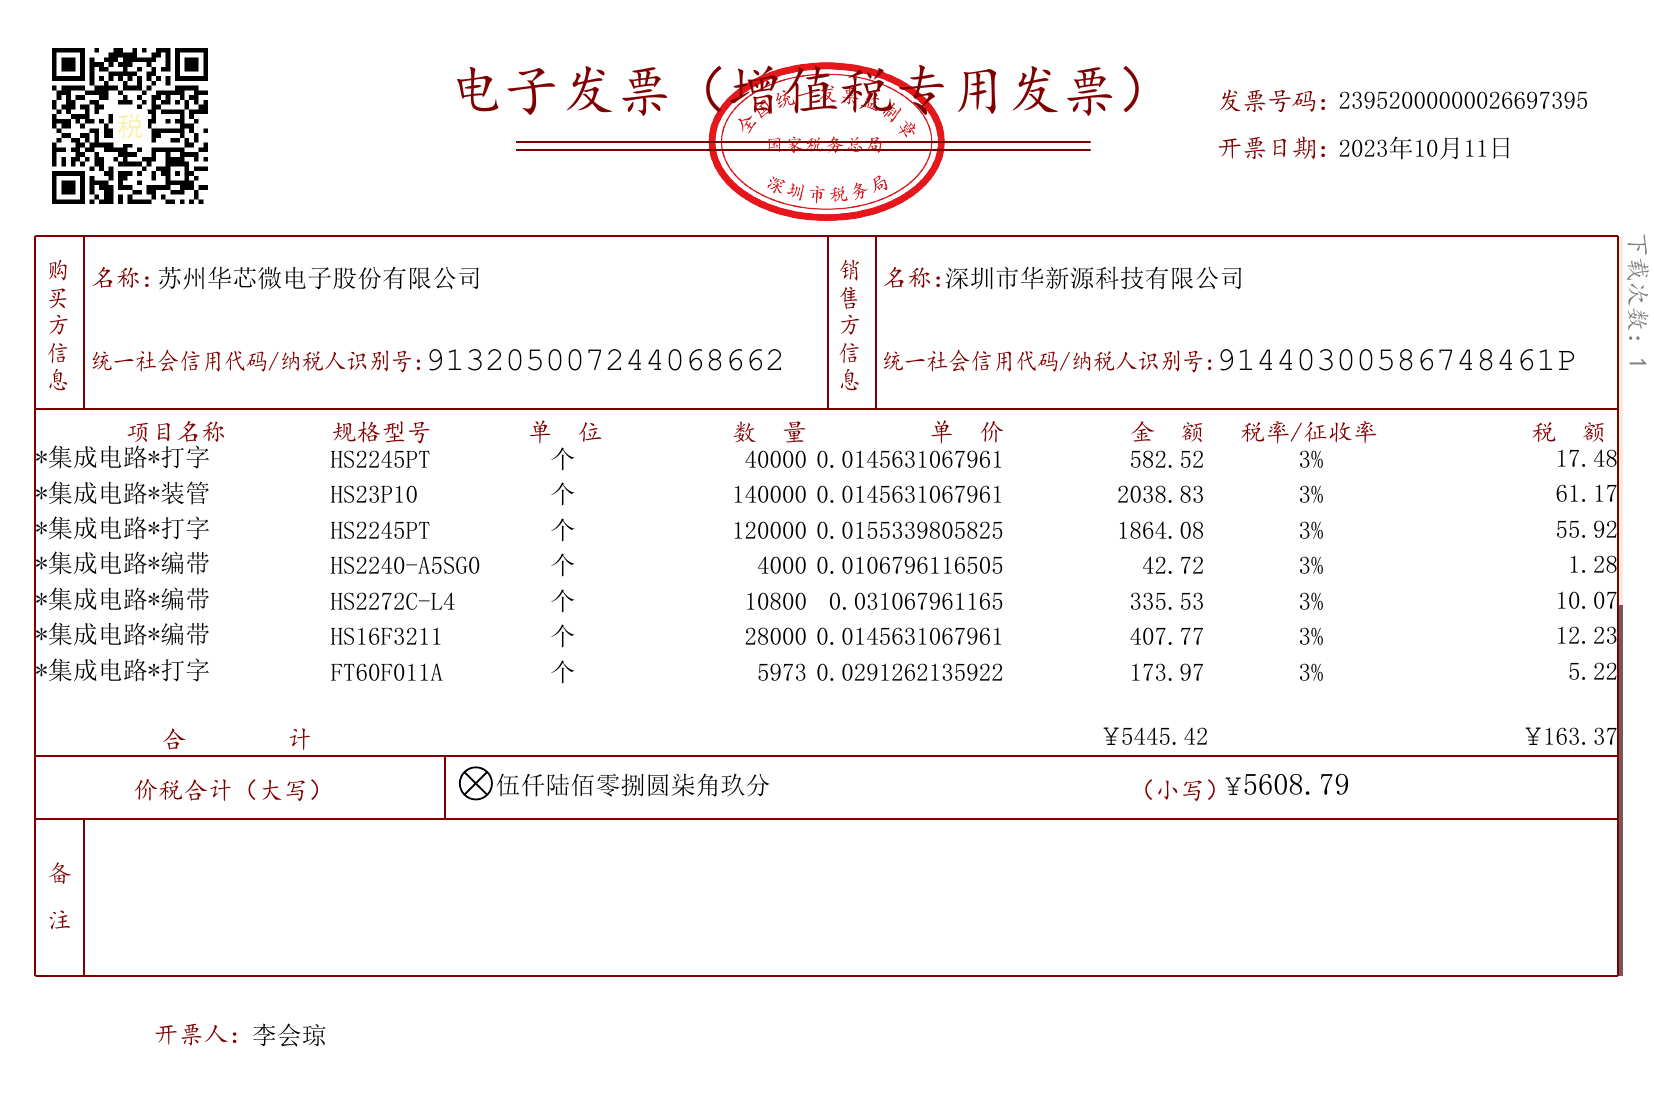 电子发票（增值税专用发票）
全国统一发票监制章
国家税务总局
深圳市税务局
税
发票号码：23952000000026697395
开票日期：2023年10月11日
下载次数：1
购买方信息
名称：苏州华芯微电子股份有限公司
统一社会信用代码/纳税人识别号：913205007244068662
销售方信息
名称：深圳市华新源科技有限公司
统一社会信用代码/纳税人识别号：91440300586748461P
项目名称 规格型号 单位 数量 单价 金额 税率/征收率 税额
*集成电路*打字 HS2245PT 个 40000 0.0145631067961 582.52 3% 17.48
*集成电路*装管 HS23P10 个 140000 0.0145631067961 2038.83 3% 61.17
*集成电路*打字 HS2245PT 个 120000 0.0155339805825 1864.08 3% 55.92
*集成电路*编带 HS2240-A5SGO 个 4000 0.0106796116505 42.72 3% 1.28
*集成电路*编带 HS2272C-L4 个 10800 0.031067961165 335.53 3% 10.07
*集成电路*编带 HS16F3211 个 28000 0.0145631067961 407.77 3% 12.23
*集成电路*打字 FT60F011A 个 5973 0.0291262135922 173.97 3% 5.22
合计 ¥5445.42 ¥163.37
价税合计（大写） 伍仟陆佰零捌圆柒角玖分 （小写）¥5608.79
备注
开票人：李会琼